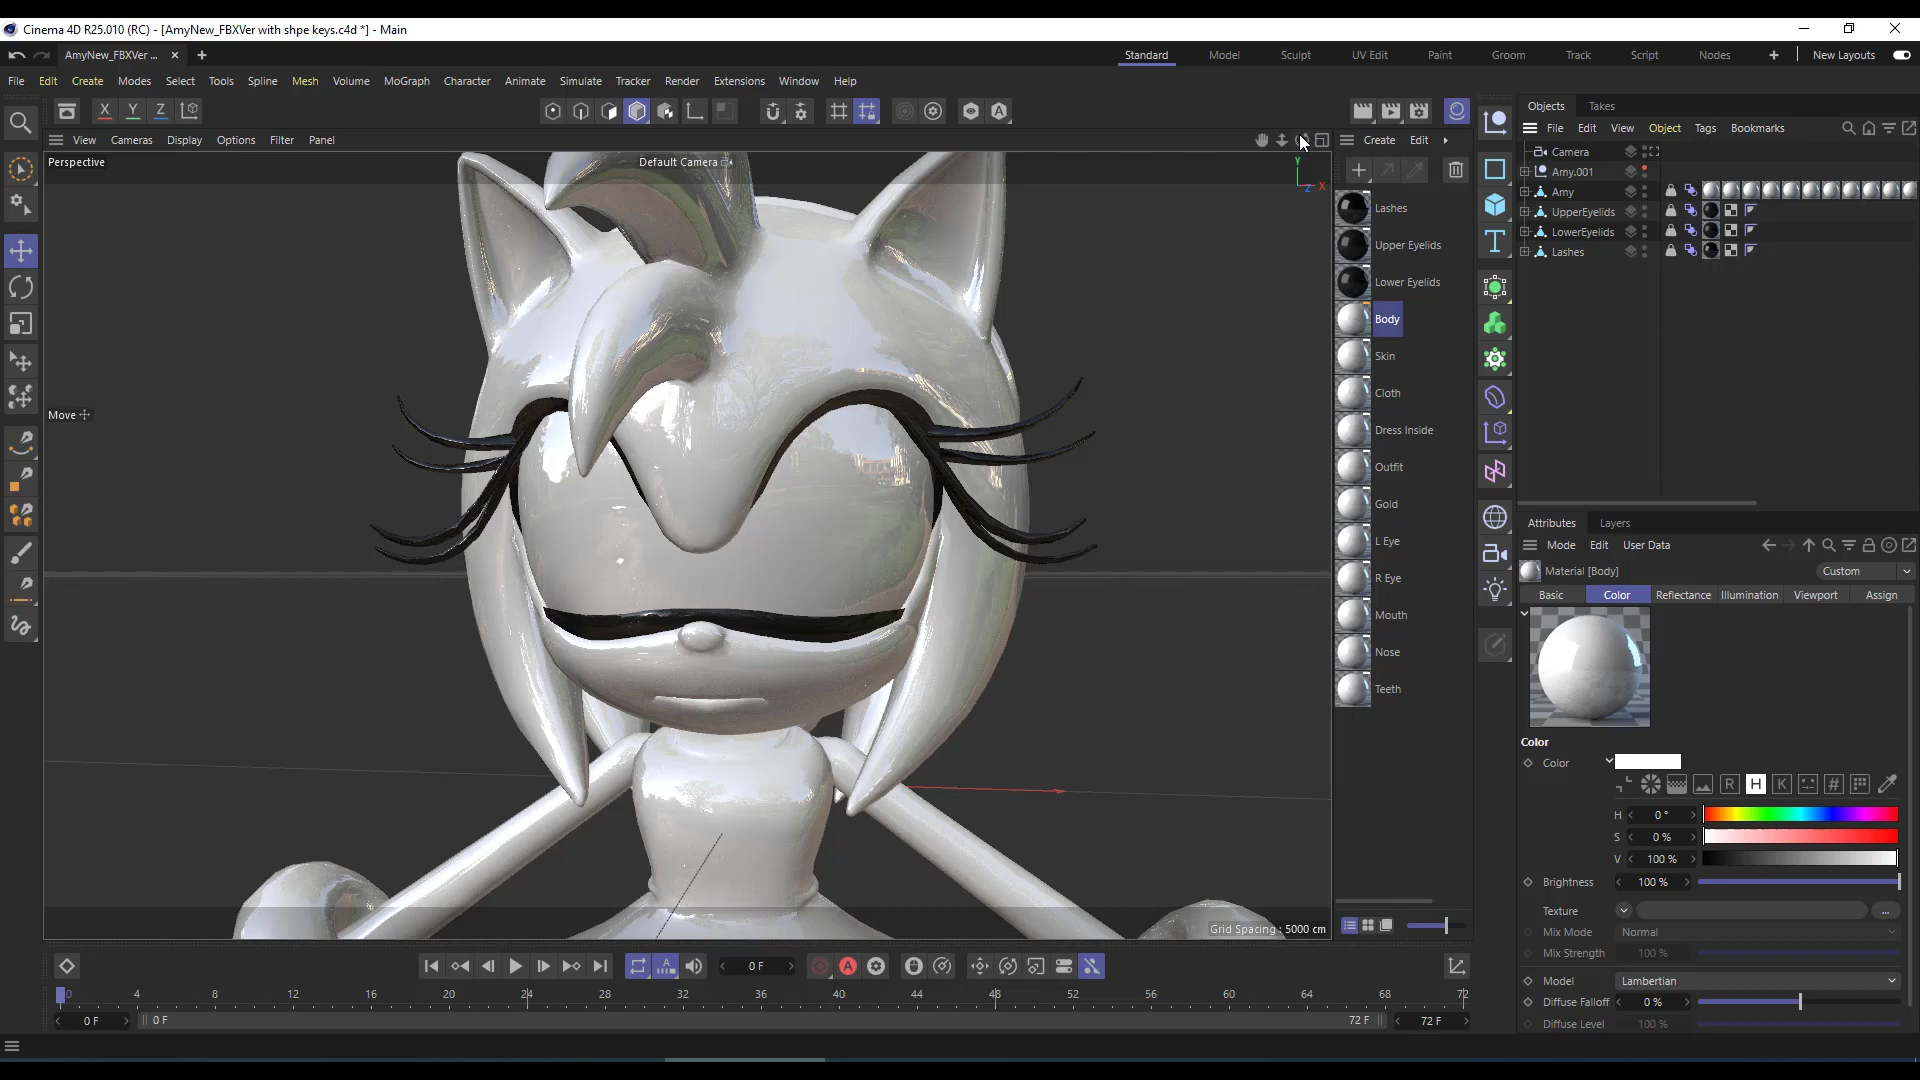 Cinema 4D R25.010 (RC) - [AmyNew_FBXVer with shpe keys.c4d *] - Main
AmyNew_FBXVer ... × +
Standard Model Sculpt UV Edit Paint Groom Track Script Nodes + New Layouts
File Edit Create Modes Select Tools Spline Mesh Volume MoGraph Character Animate Simulate Tracker Render Extensions Window Help
X Y Z
View Cameras Display Options Filter Panel
Perspective
Default Camera
Y
X
Z
Move
Grid Spacing : 5000 cm
Create Edit
Lashes
Upper Eyelids
Lower Eyelids
Body
Skin
Cloth
Dress Inside
Outfit
Gold
L Eye
R Eye
Mouth
Nose
Teeth
Objects Takes
File Edit View Object Tags Bookmarks
Camera
Amy.001
Amy
UpperEyelids
LowerEyelids
Lashes
Attributes Layers
Mode Edit User Data
Material [Body]
Custom
Basic Color Reflectance Illumination Viewport Assign
Color
Color
R H K #
H 0 °
S 0 %
V 100 %
Brightness 100 %
Texture ...
Mix Mode Normal
Mix Strength 100 %
Model Lambertian
Diffuse Falloff 0 %
Diffuse Level 100 %
0 F
0 4 8 12 16 20 24 28 32 36 40 44 48 52 56 60 64 68 72
0 F 0 F 72 F 72 F